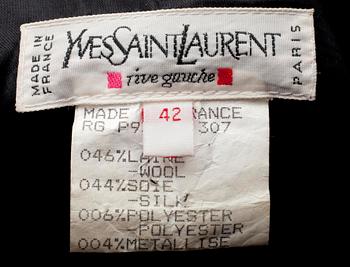 MADE IN
FRANCE
YVESSAINTLAURENT
rive gauche
PARIS
42
MADE RANCE
RG P9 307
046%LAINE
-WOOL
044%SOIE
-SILK
006%POLYESTER
-POLYESTER
004%METALLISE